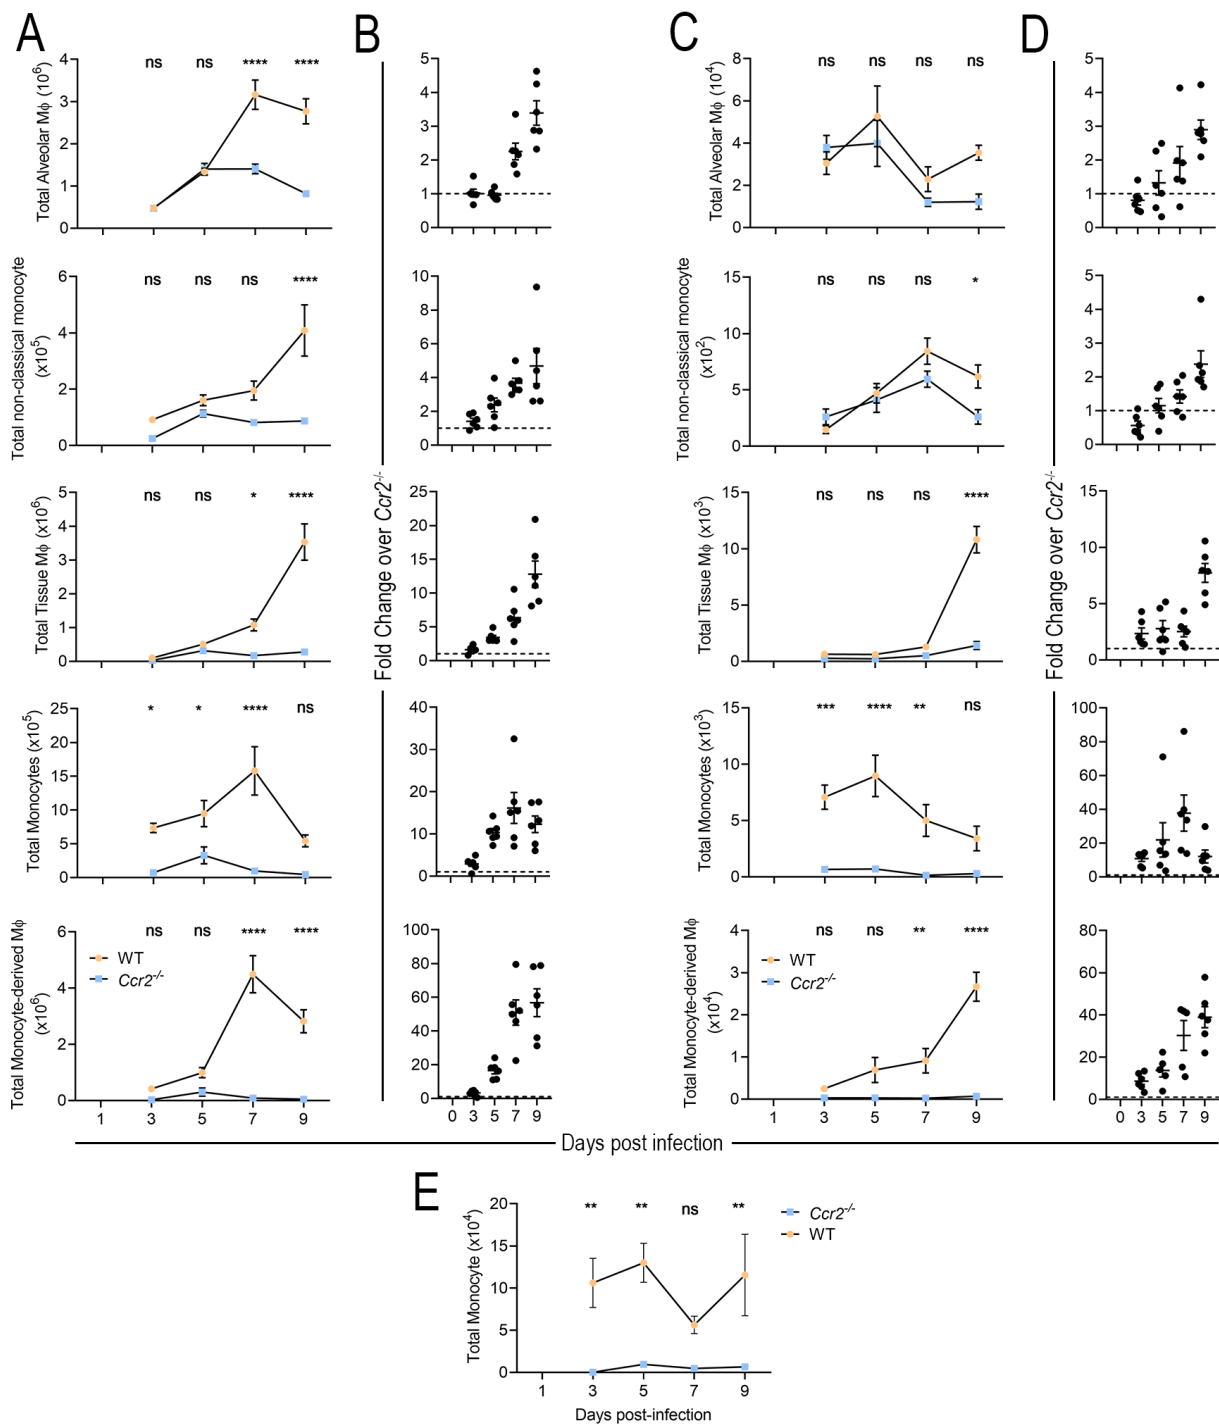 A
B
C
D
Total Alveolar Mϕ (10⁶)
4
3
2
1
0
ns ns **** ****
5
4
3
2
1
0
Total Alveolar Mϕ (10⁴)
8
6
4
2
0
ns ns ns ns
5
4
3
2
1
0
Total non-classical monocyte
(x10⁵)
6
4
2
0
ns ns ns ****
10
8
6
4
2
0
Total non-classical monocyte
(x10²)
15
10
5
0
ns ns ns *
5
4
3
2
1
0
Total Tissue Mϕ (x10⁶)
5
4
3
2
1
0
ns ns * ****
Fold Change over Ccr2⁻/⁻
25
20
15
10
5
0
Total Tissue Mϕ (x10³)
15
10
5
0
ns ns ns ****
Fold Change over Ccr2⁻/⁻
15
10
5
0
Total Monocytes (x10⁵)
25
20
15
10
5
0
* * **** ns
40
30
20
10
0
Total Monocytes (x10³)
15
10
5
0
*** **** ** ns
100
80
60
40
20
0
Total Monocyte-derived Mϕ
(x10⁶)
6
4
2
0
ns ns **** ****
WT
Ccr2⁻/⁻
1 3 5 7 9
100
80
60
40
20
0
0 3 5 7 9
Total Monocyte-derived Mϕ
(x10⁴)
4
3
2
1
0
ns ns ** ****
WT
Ccr2⁻/⁻
1 3 5 7 9
80
60
40
20
0
0 3 5 7 9
Days post infection
E
Total Monocyte (x10⁴)
20
15
10
5
0
** ** ns **
Ccr2⁻/⁻
WT
1 3 5 7 9
Days post-infection